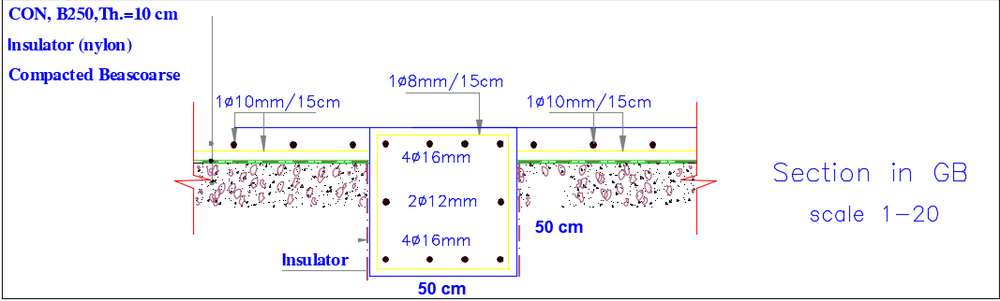 CON, B250,Th.=10 cm
Insulator (nylon)
Compacted Beascoarse
1ø8mm/15cm
1ø10mm/15cm
1ø10mm/15cm
4ø16mm
2ø12mm
4ø16mm
50 cm
Insulator
50 cm
Section in GB
scale 1-20